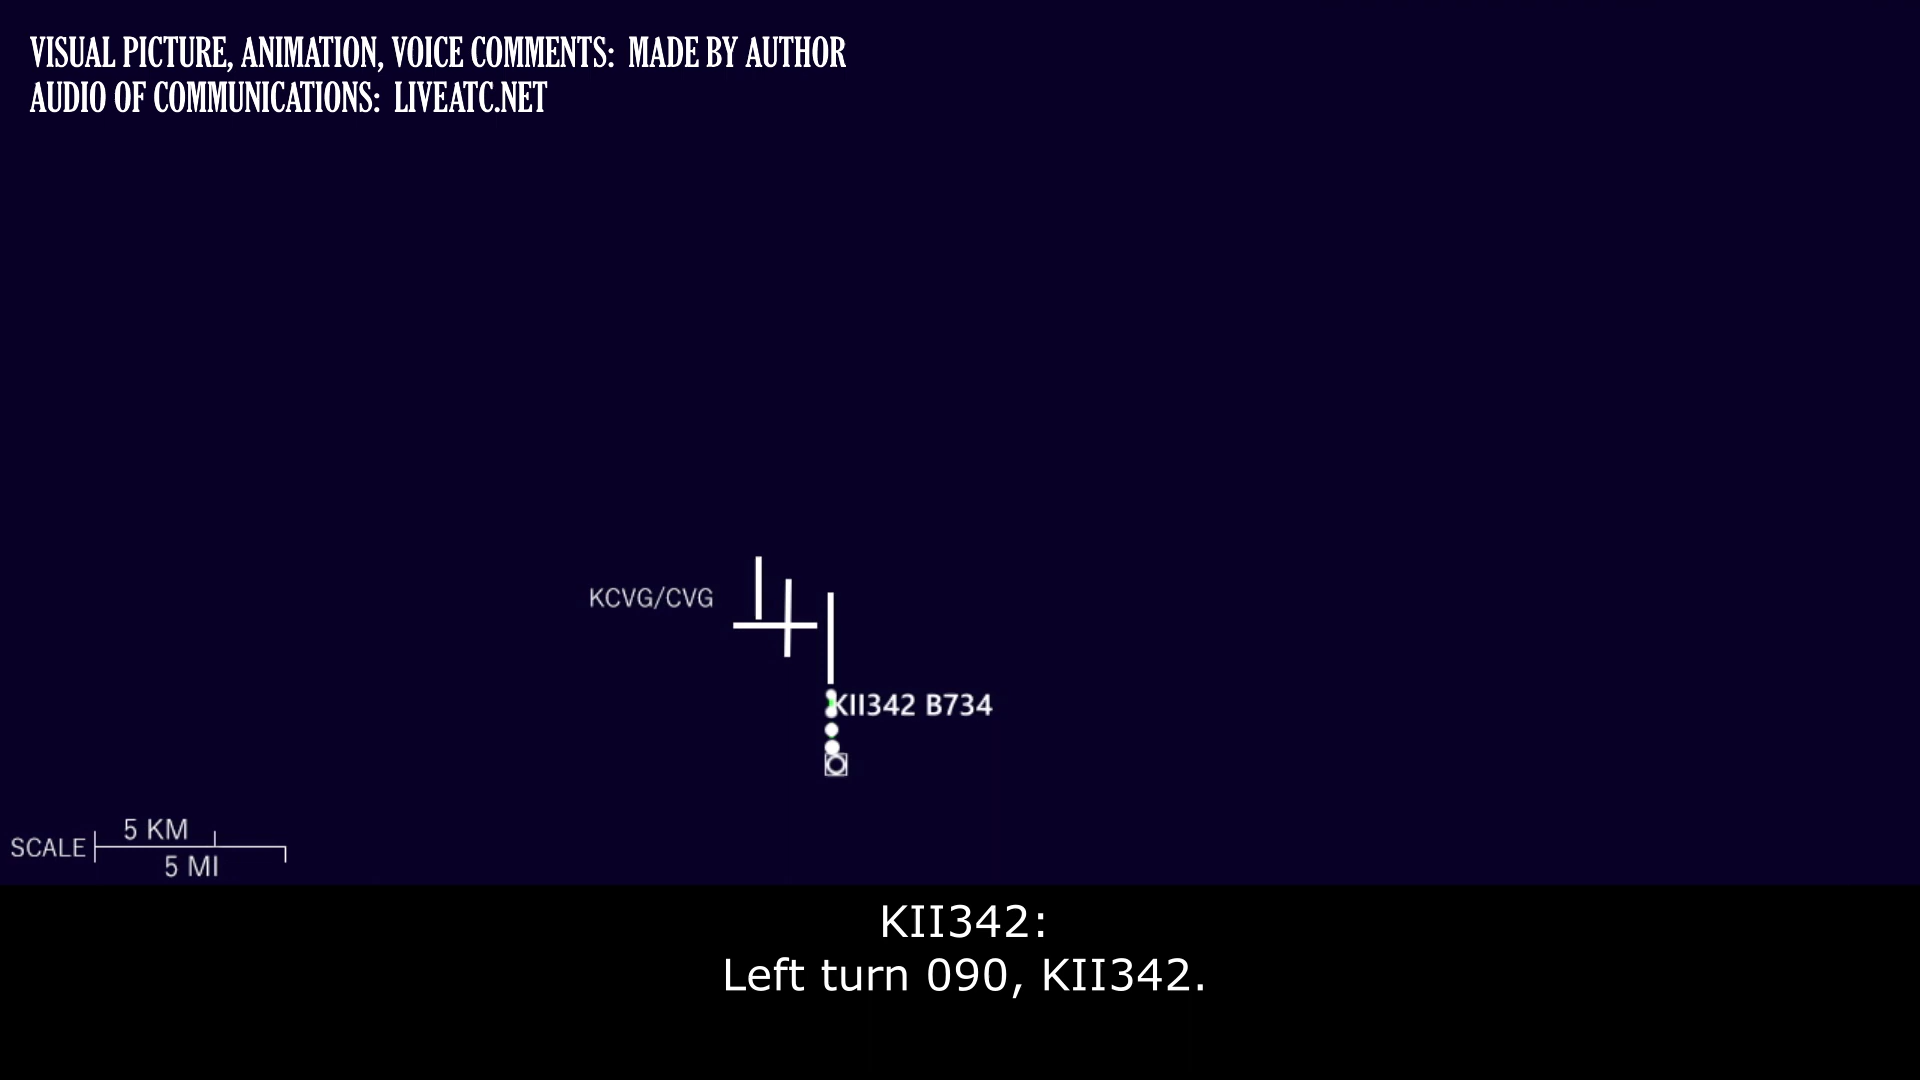 VISUAL PICTURE, ANIMATION, VOICE COMMENTS: MADE BY AUTHOR
AUDIO OF COMMUNICATIONS: LIVEATC.NET
KCVG/CVG
KII342 B734
5 KM
SCALE
5 MI
KII342:
Left turn 090, KII342.